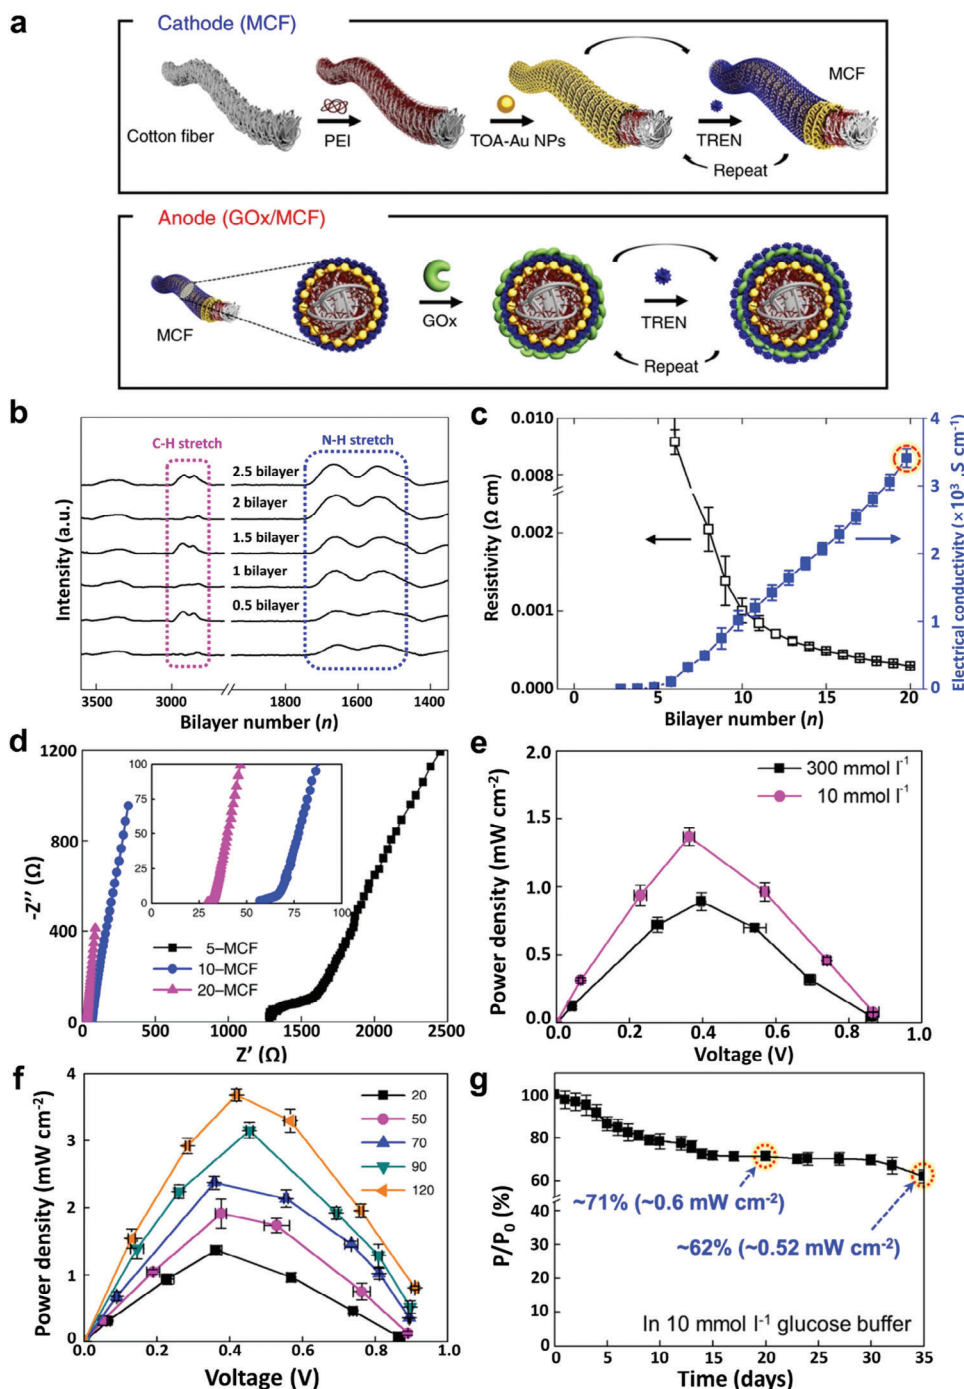 a
Cathode (MCF)
MCF
Cotton fiber
PEI
TOA-Au NPs
TREN
Repeat
Anode (GOx/MCF)
MCF
GOx
TREN
Repeat
b
C-H stretch
N-H stretch
2.5 bilayer
2 bilayer
1.5 bilayer
1 bilayer
0.5 bilayer
Intensity (a.u.)
3500 3000 1800 1600 1400
Bilayer number (n)
c
0.010
0.008
0.002
0.001
0.000
Resistivity (Ω cm)
4
3
2
1
0
Electrical conductivity (×10³ .S cm⁻¹)
0 5 10 15 20
Bilayer number (n)
d
1200
800
400
0
-Z'' (Ω)
100
75
50
25
0
0 25 50 75 100
5–MCF
10–MCF
20–MCF
0 500 1000 1500 2000 2500
Z' (Ω)
e
2.0
1.5
1.0
0.5
0.0
Power density (mW cm⁻²)
300 mmol l⁻¹
10 mmol l⁻¹
0.0 0.2 0.4 0.6 0.8 1.0
Voltage (V)
f
4
3
2
1
0
Power density (mW cm⁻²)
20
50
70
90
120
0.0 0.2 0.4 0.6 0.8 1.0
Voltage (V)
g
100
80
60
40
20
0
P/P₀ (%)
~71% (~0.6 mW cm⁻²)
~62% (~0.52 mW cm⁻²)
In 10 mmol l⁻¹ glucose buffer
0 5 10 15 20 25 30 35
Time (days)